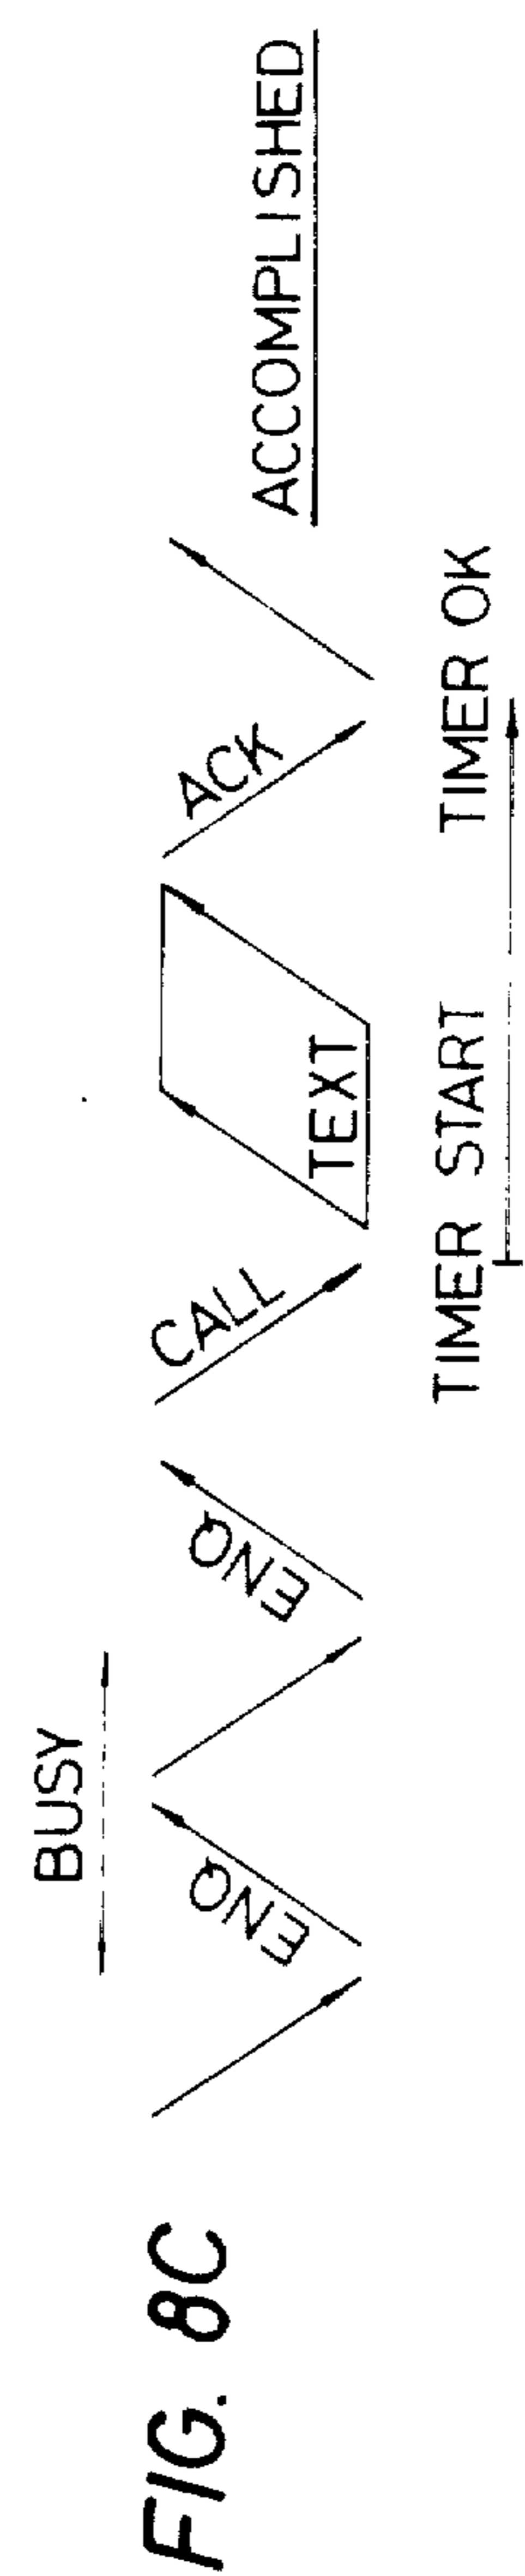 FIG. 8C
BUSY
ENQ
ENQ
CALL
TEXT
ACK
ACCOMPLISHED
TIMER START
TIMER OK